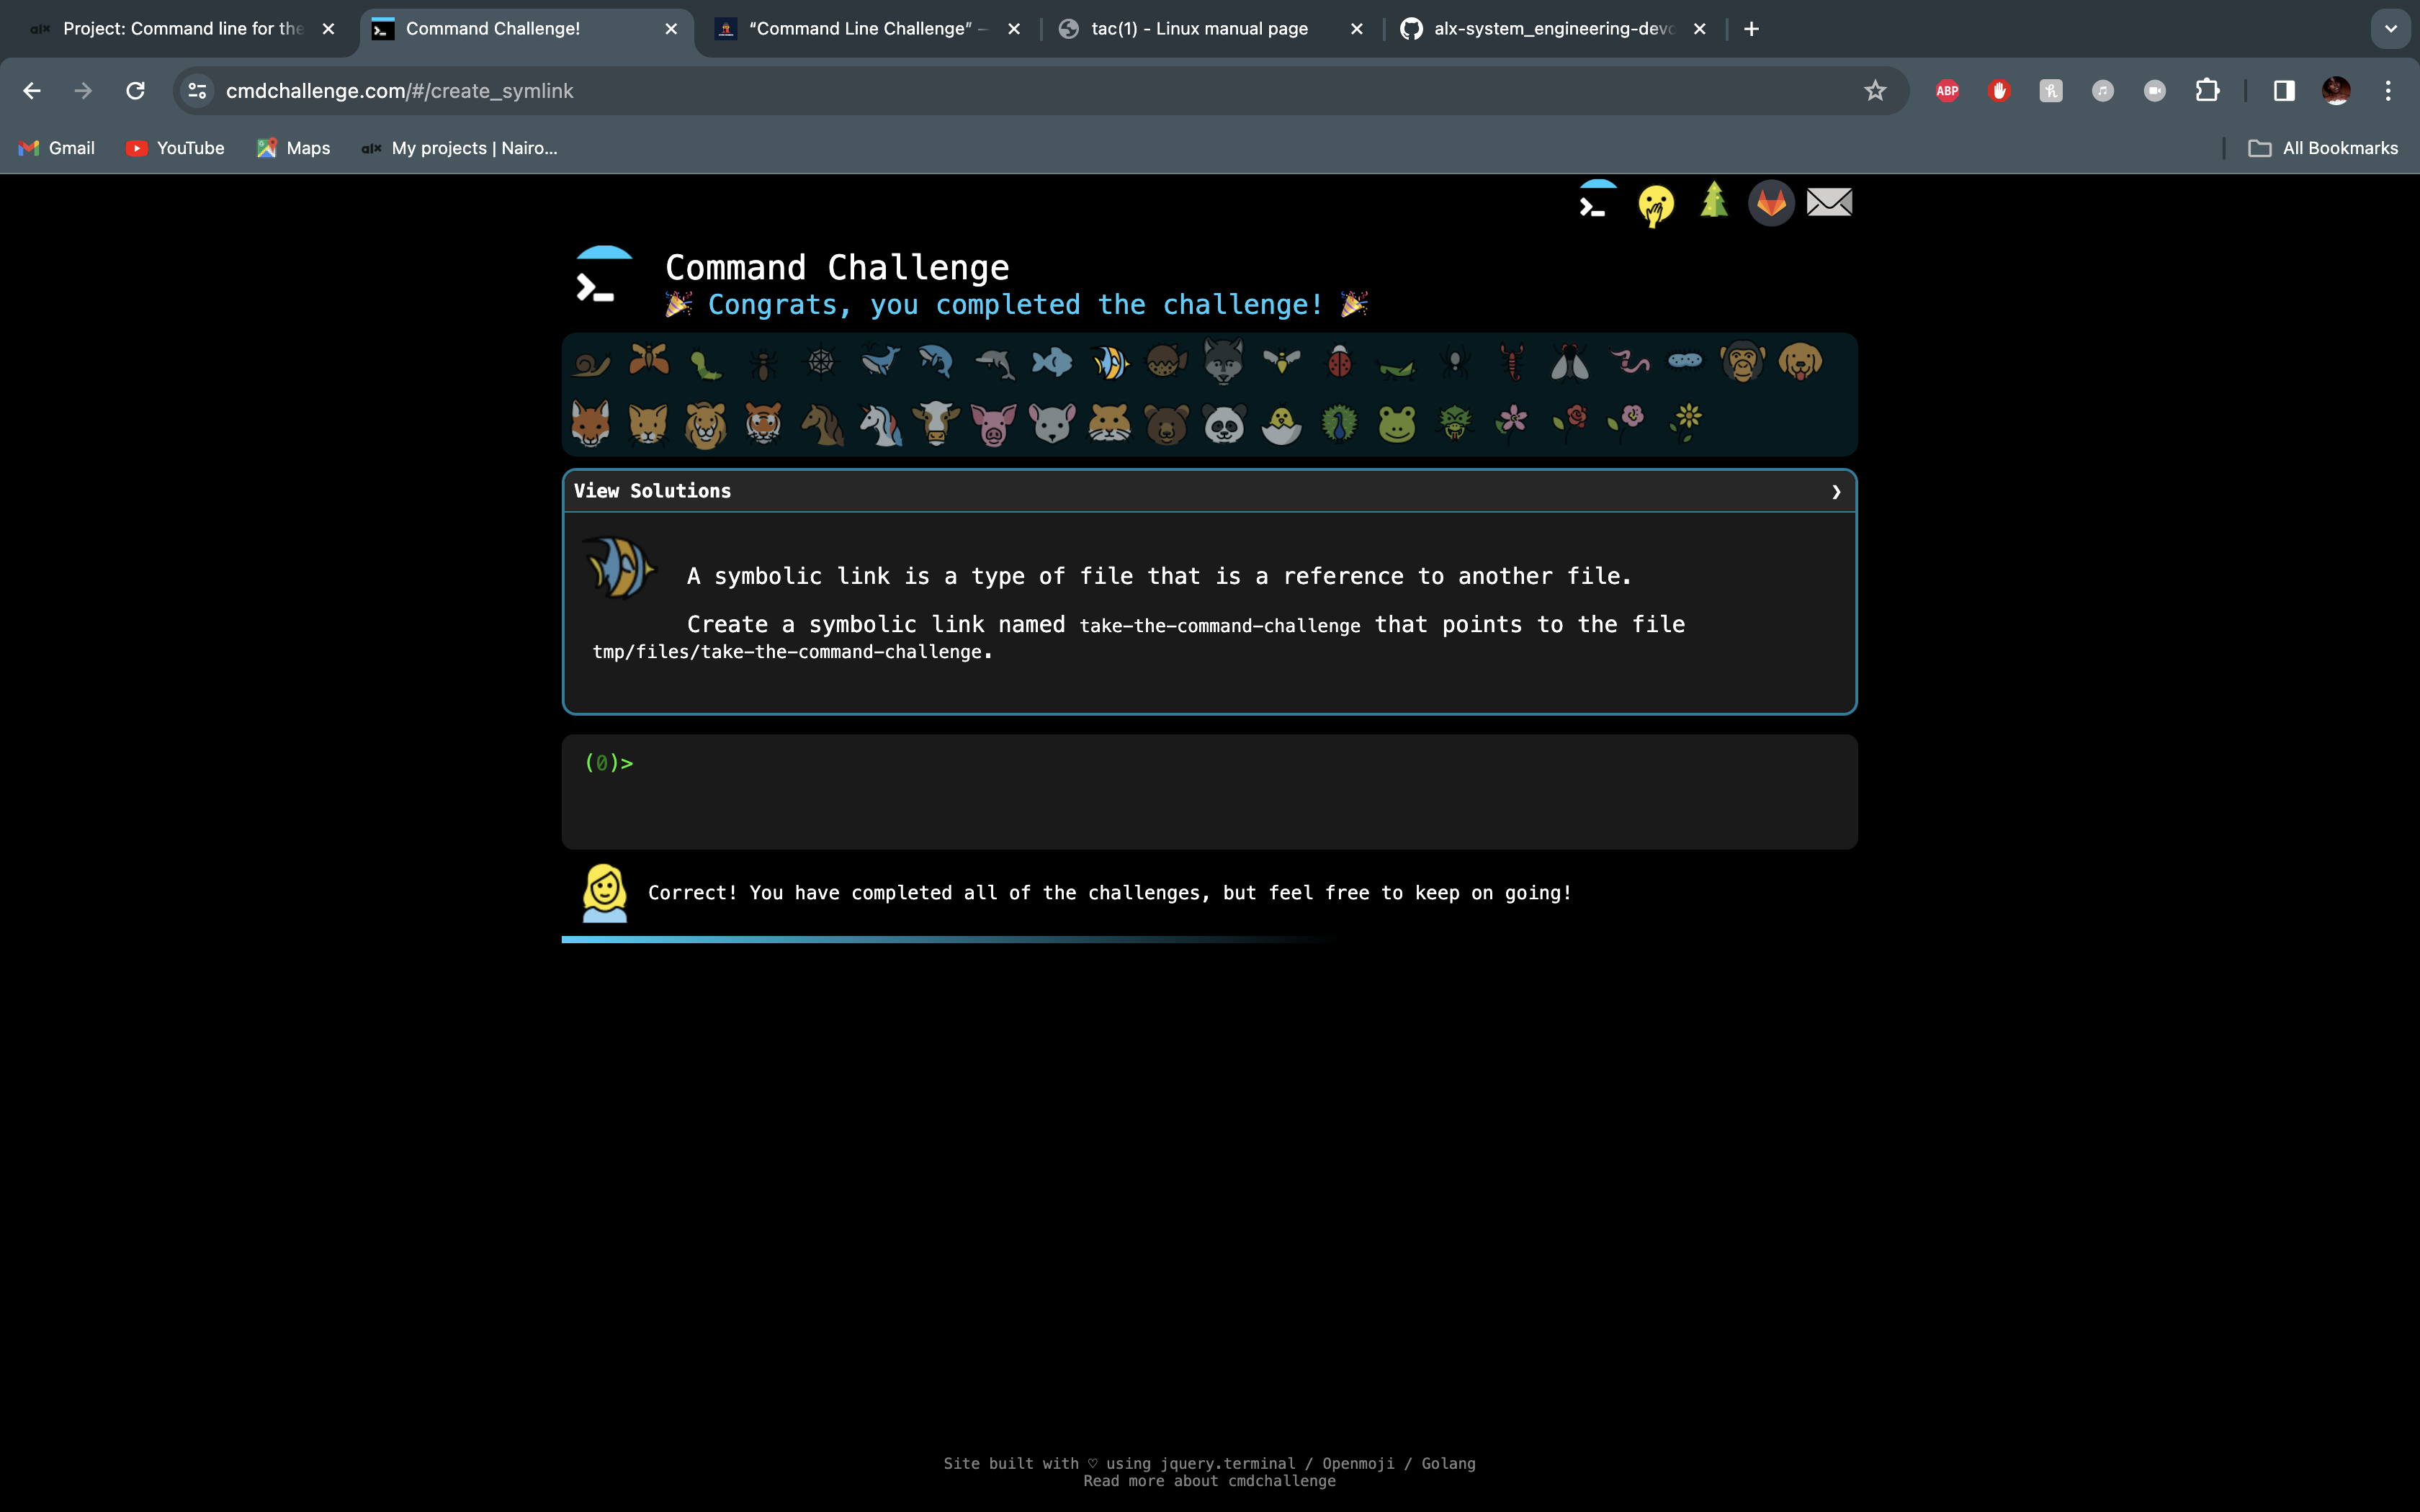 alx Project: Command line for the
Command Challenge!
“Command Line Challenge” –
tac(1) - Linux manual page
alx-system_engineering-devo
cmdchallenge.com/#/create_symlink
ABP
Gmail
YouTube
Maps
alx My projects | Nairo...
All Bookmarks
Command Challenge
🎉 Congrats, you completed the challenge! 🎉
View Solutions ❯
A symbolic link is a type of file that is a reference to another file.
Create a symbolic link named take-the-command-challenge that points to the file
tmp/files/take-the-command-challenge.
(0)>
Correct! You have completed all of the challenges, but feel free to keep on going!
Site built with ♡ using jquery.terminal / Openmoji / Golang
Read more about cmdchallenge